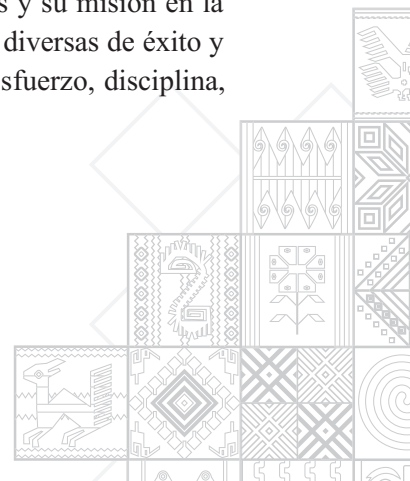 s y su misión en la
diversas de éxito y
sfuerzo, disciplina,